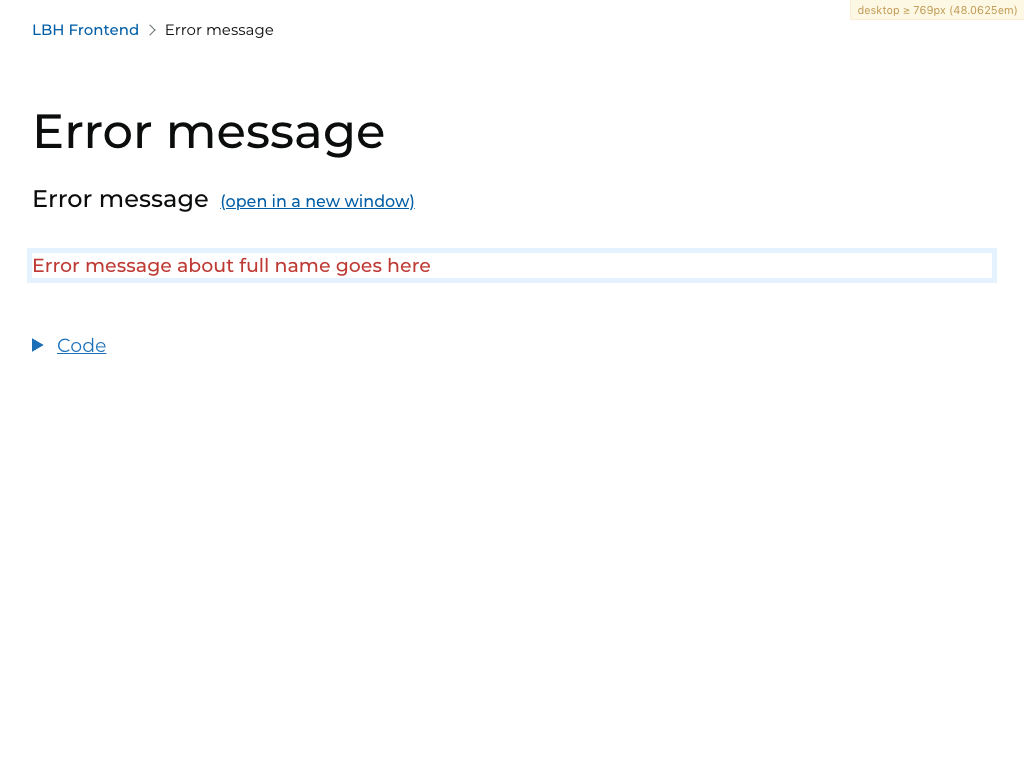 desktop ≥ 769px (48.0625em)
LBH Frontend > Error message
Error message
Error message (open in a new window)
Error message about full name goes here
Code